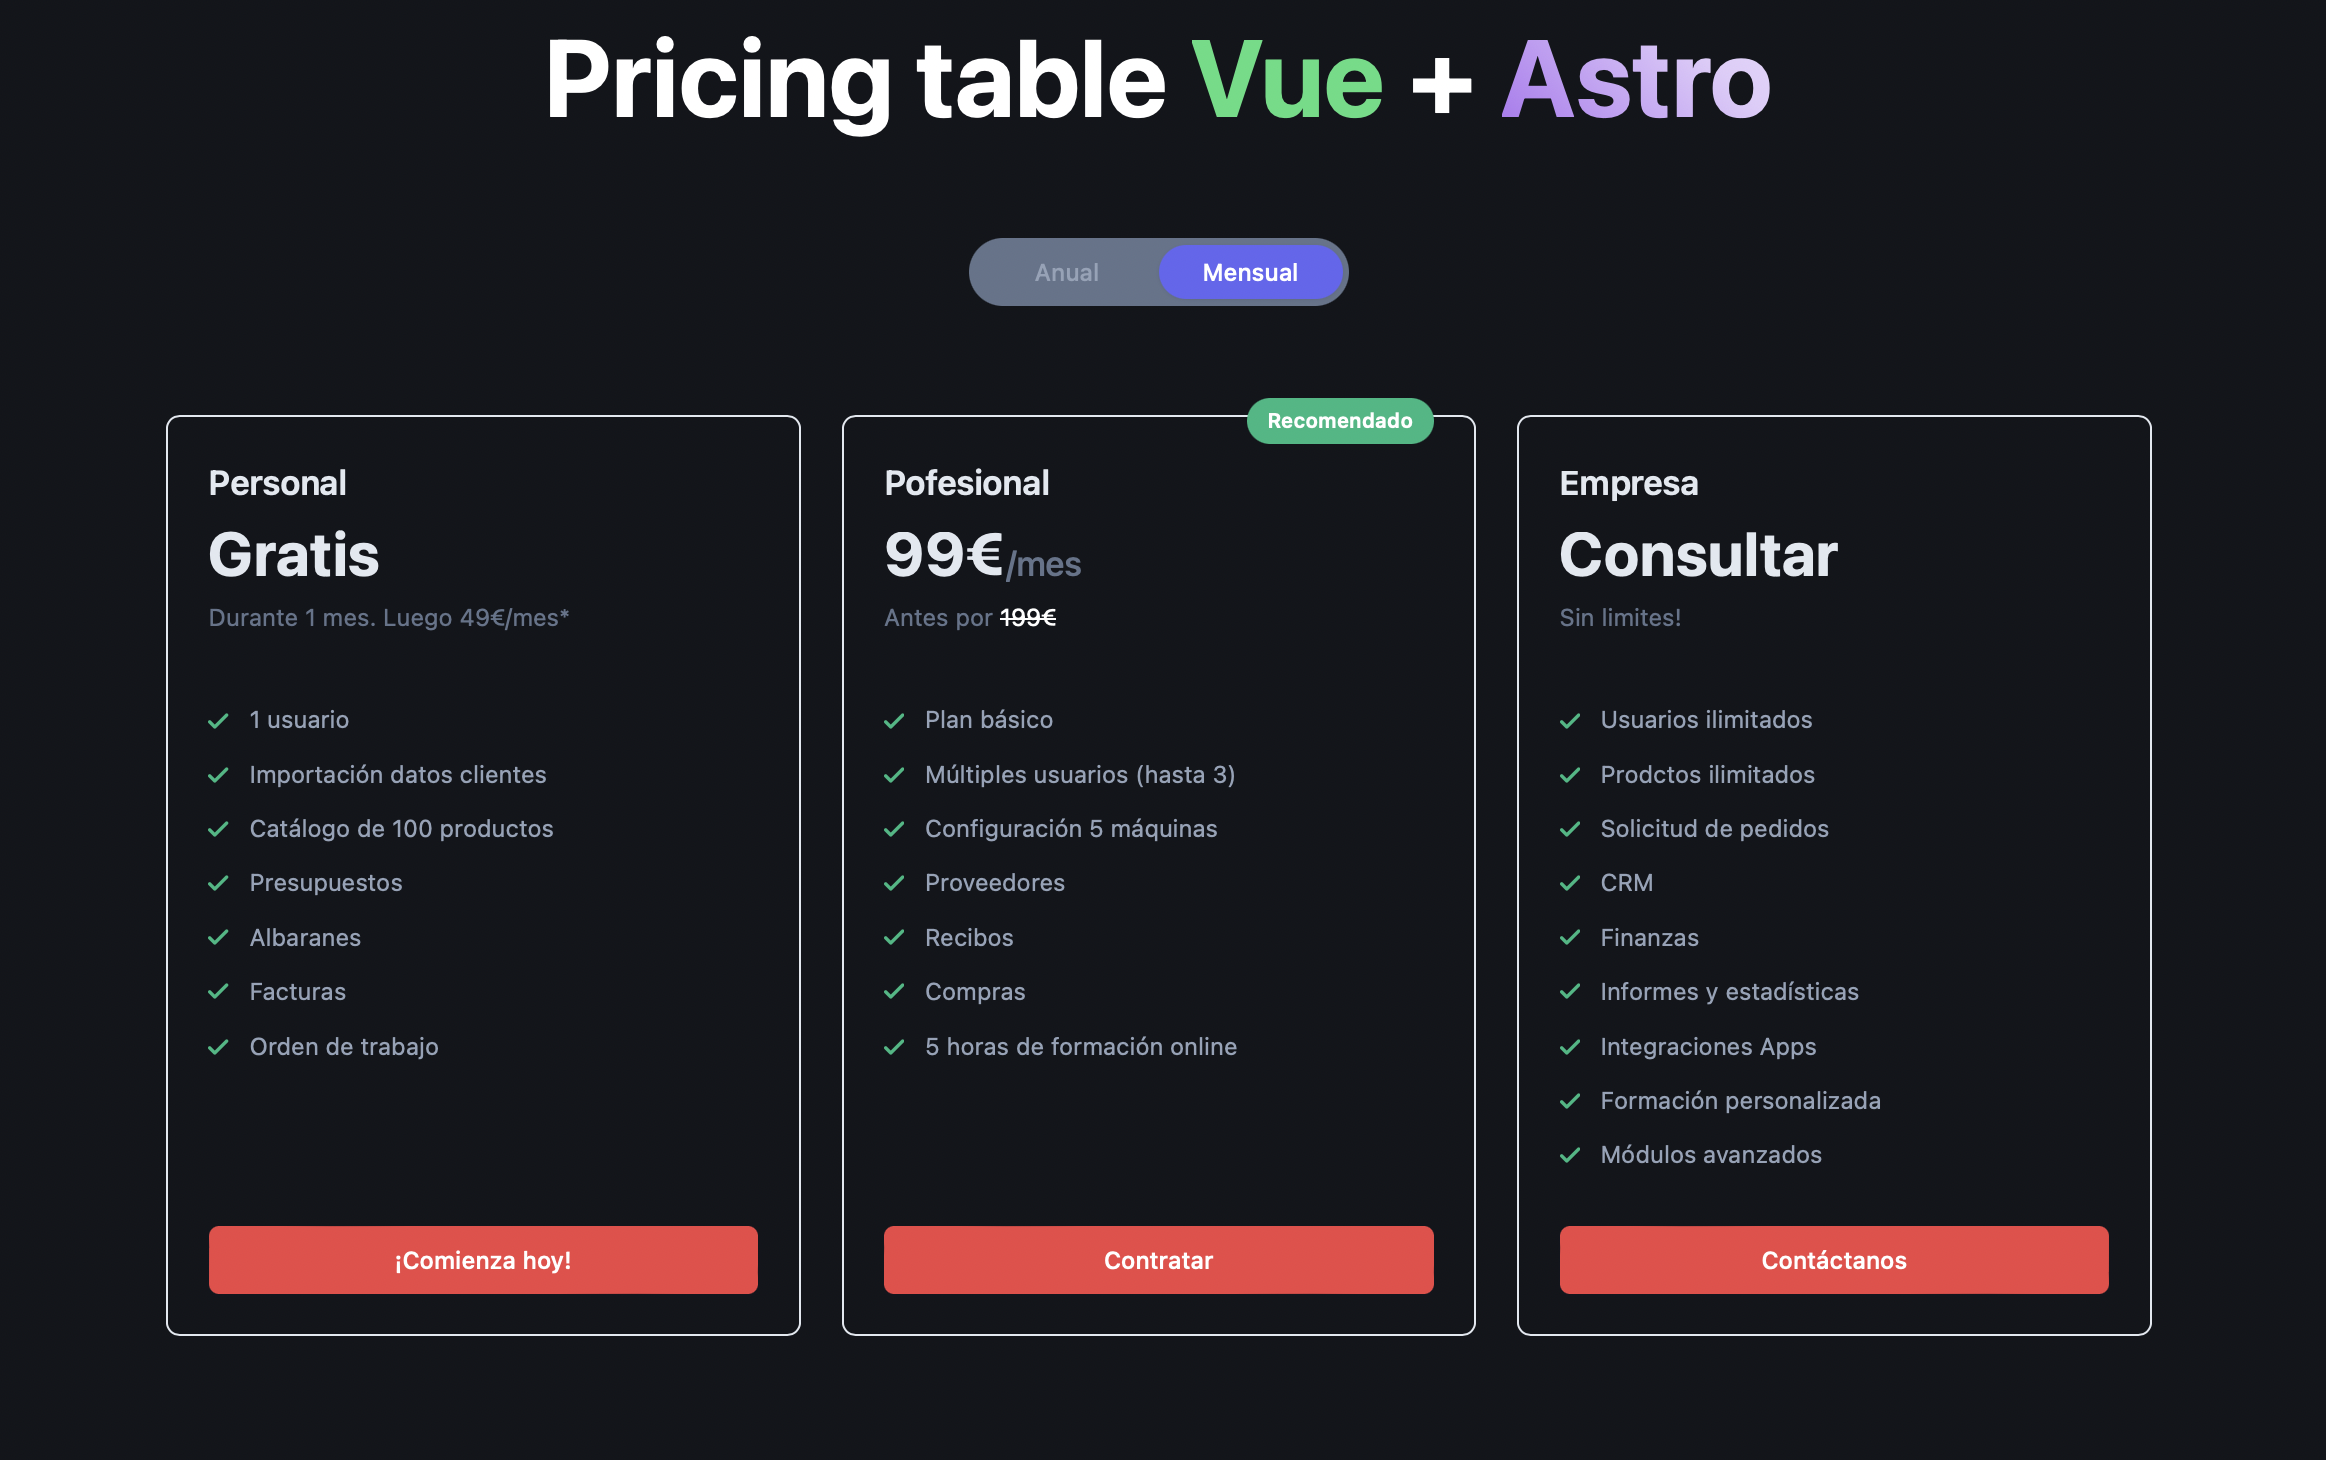 Pricing table Vue + Astro
Anual
Mensual
Personal
Gratis
Durante 1 mes. Luego 49€/mes*
1 usuario
Importación datos clientes
Catálogo de 100 productos
Presupuestos
Albaranes
Facturas
Orden de trabajo
¡Comienza hoy!
Recomendado
Pofesional
99€/mes
Antes por 199€
Plan básico
Múltiples usuarios (hasta 3)
Configuración 5 máquinas
Proveedores
Recibos
Compras
5 horas de formación online
Contratar
Empresa
Consultar
Sin limites!
Usuarios ilimitados
Prodctos ilimitados
Solicitud de pedidos
CRM
Finanzas
Informes y estadísticas
Integraciones Apps
Formación personalizada
Módulos avanzados
Contáctanos